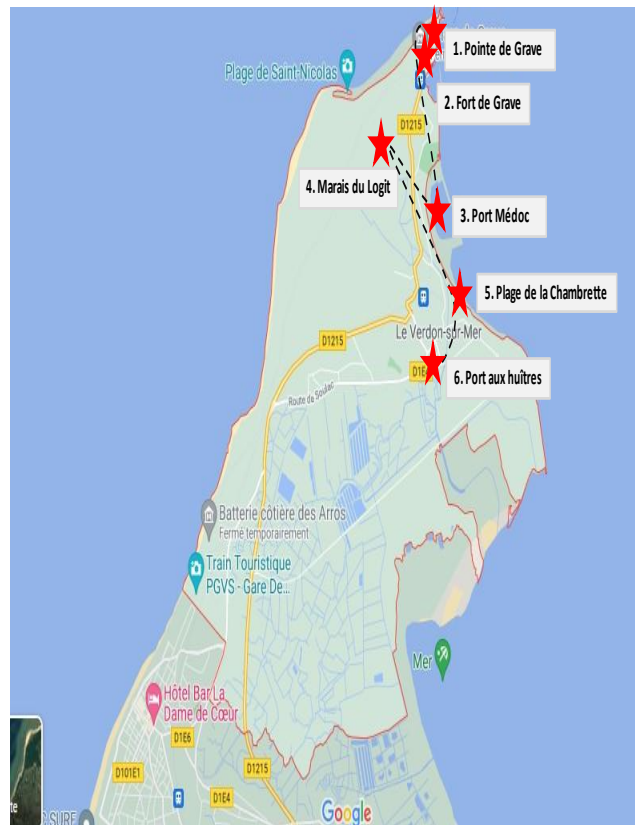 1. Pointe de Grave
Plage de Saint-Nicolas
2. Fort de Grave
D1215
4. Marais du Logit
3. Port Médoc
5. Plage de la Chambrette
Le Verdon-sur-Mer
D1215
D1E4
6. Port aux huîtres
Route de Soulac
Batterie côtière des Arros
Fermé temporairement
Train Touristique
PGVS - Gare De...
Mer
Hôtel Bar La
Dame de Cœur
D1E6
D1215
D101E1
D1E4
Google